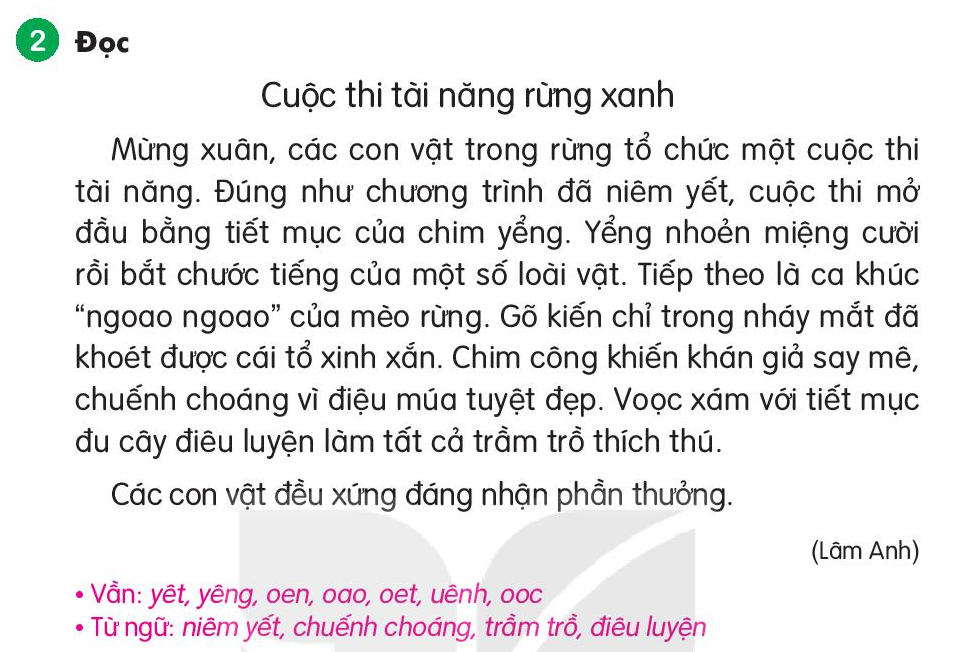 2 Đọc
Cuộc thi tài năng rừng xanh
Mừng xuân, các con vật trong rừng tổ chức một cuộc thi
tài năng. Đúng như chương trình đã niêm yết, cuộc thi mở
đầu bằng tiết mục của chim yểng. Yểng nhoẻn miệng cười
rồi bắt chước tiếng của một số loài vật. Tiếp theo là ca khúc
“ngoao ngoao” của mèo rừng. Gõ kiến chỉ trong nháy mắt đã
khoét được cái tổ xinh xắn. Chim công khiến khán giả say mê,
chuếnh choáng vì điệu múa tuyệt đẹp. Voọc xám với tiết mục
đu cây điêu luyện làm tất cả trầm trồ thích thú.
Các con vật đều xứng đáng nhận phần thưởng.
(Lâm Anh)
• Vần: yêt, yêng, oen, oao, oet, uênh, ooc
• Từ ngữ: niêm yết, chuếnh choáng, trầm trồ, điêu luyện